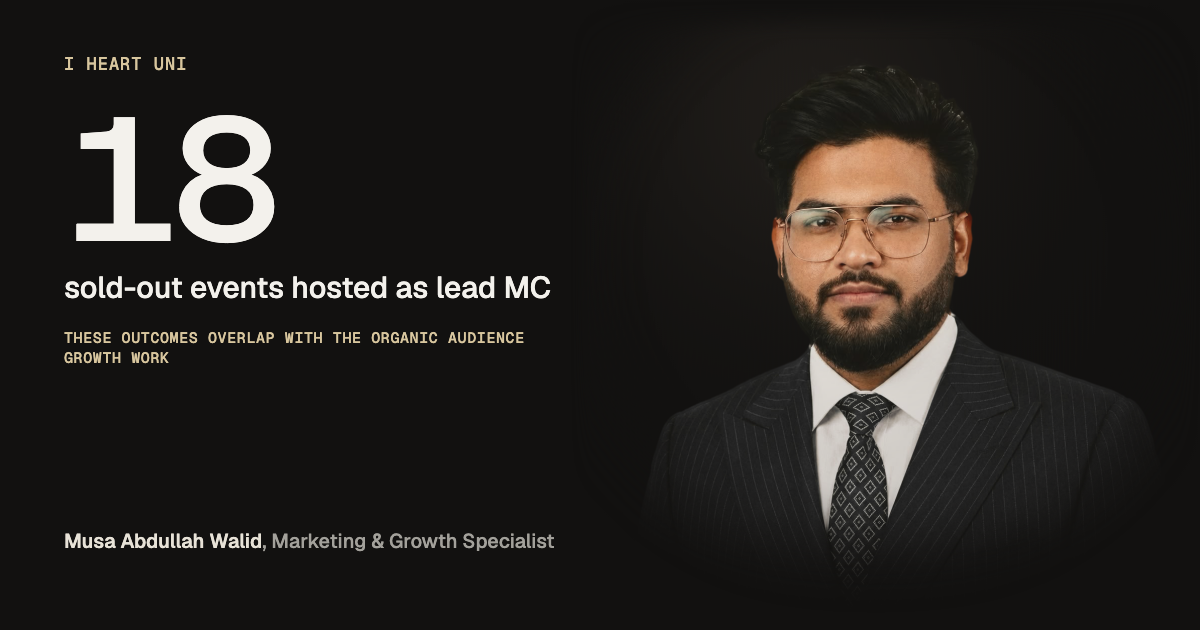 I HEART UNI
18
sold-out events hosted as lead MC
THESE OUTCOMES OVERLAP WITH THE ORGANIC AUDIENCE
GROWTH WORK
Musa Abdullah Walid, Marketing & Growth Specialist